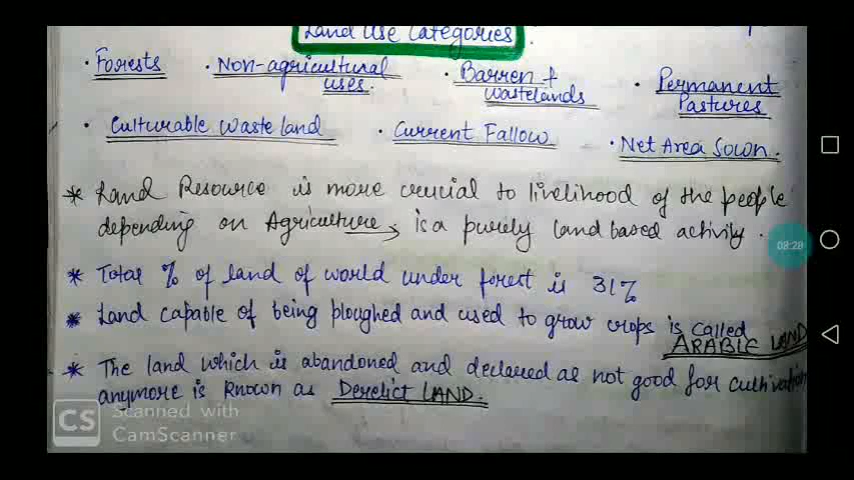 Land Use Categories
· Forests · Non-agricultural uses. · Barren + wastelands · Permanent Pastures
· Culturable Wasteland · Current Fallow · Net Area Sown.
* Land Resource is more crucial to livelihood of the people
depending on Agriculture → is a purely land based activity.
* Total % of land of world under forest is 31%
* Land capable of being ploughed and used to grow crops is called
ARABLE LAND
* The land which is abandoned and declared as not good for cultivation
anymore is known as Derelict LAND.
CS Scanned with
CamScanner
03:29